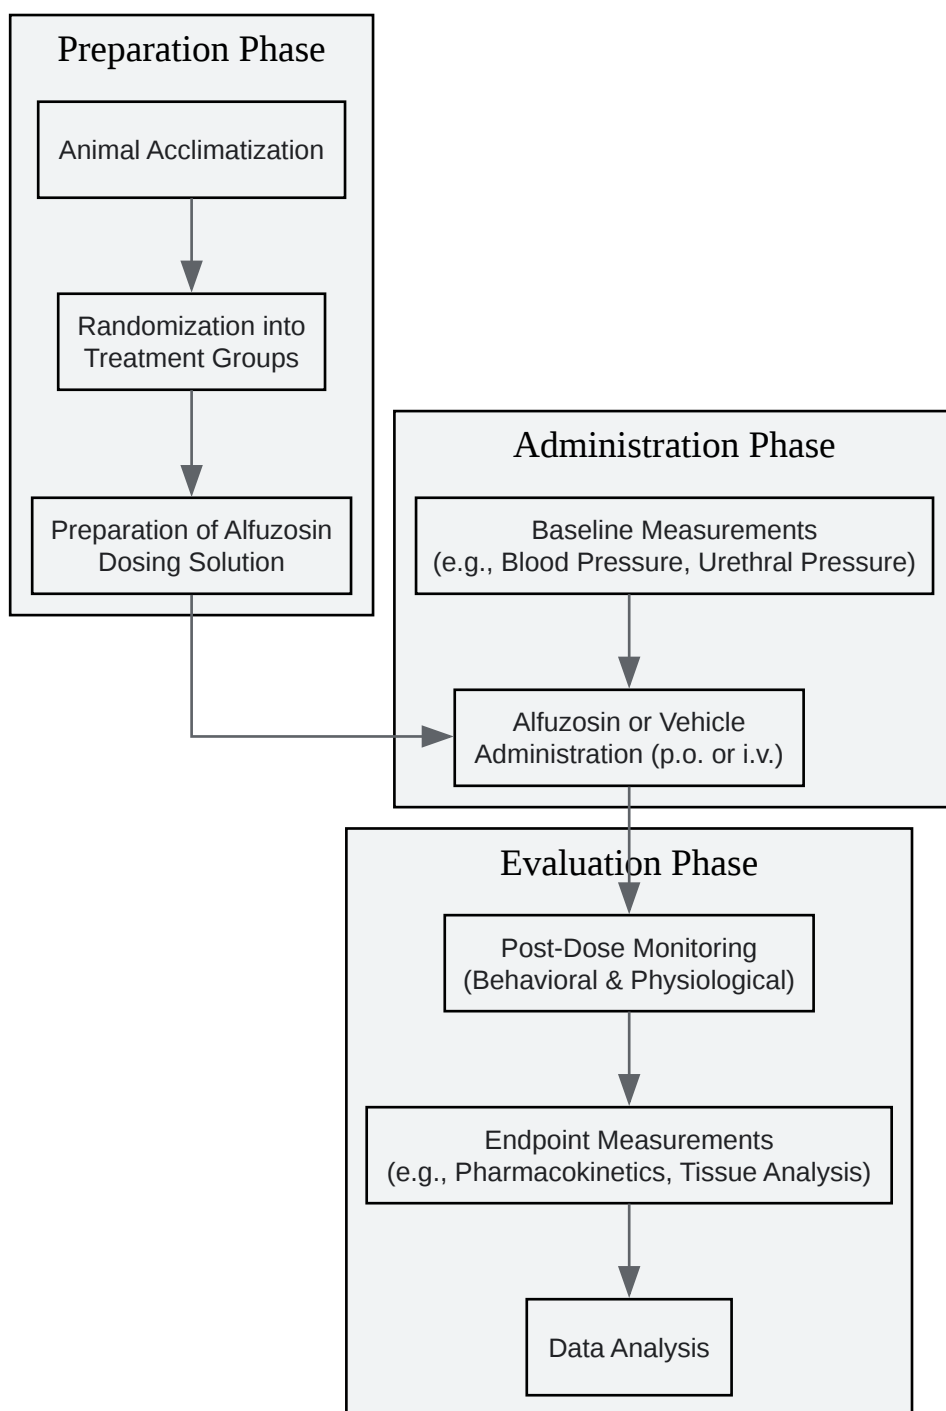 Preparation Phase
Animal Acclimatization
Randomization into
Treatment Groups
Preparation of Alfuzosin
Dosing Solution
Administration Phase
Baseline Measurements
(e.g., Blood Pressure, Urethral Pressure)
Alfuzosin or Vehicle
Administration (p.o. or i.v.)
Evaluation Phase
Post-Dose Monitoring
(Behavioral & Physiological)
Endpoint Measurements
(e.g., Pharmacokinetics, Tissue Analysis)
Data Analysis